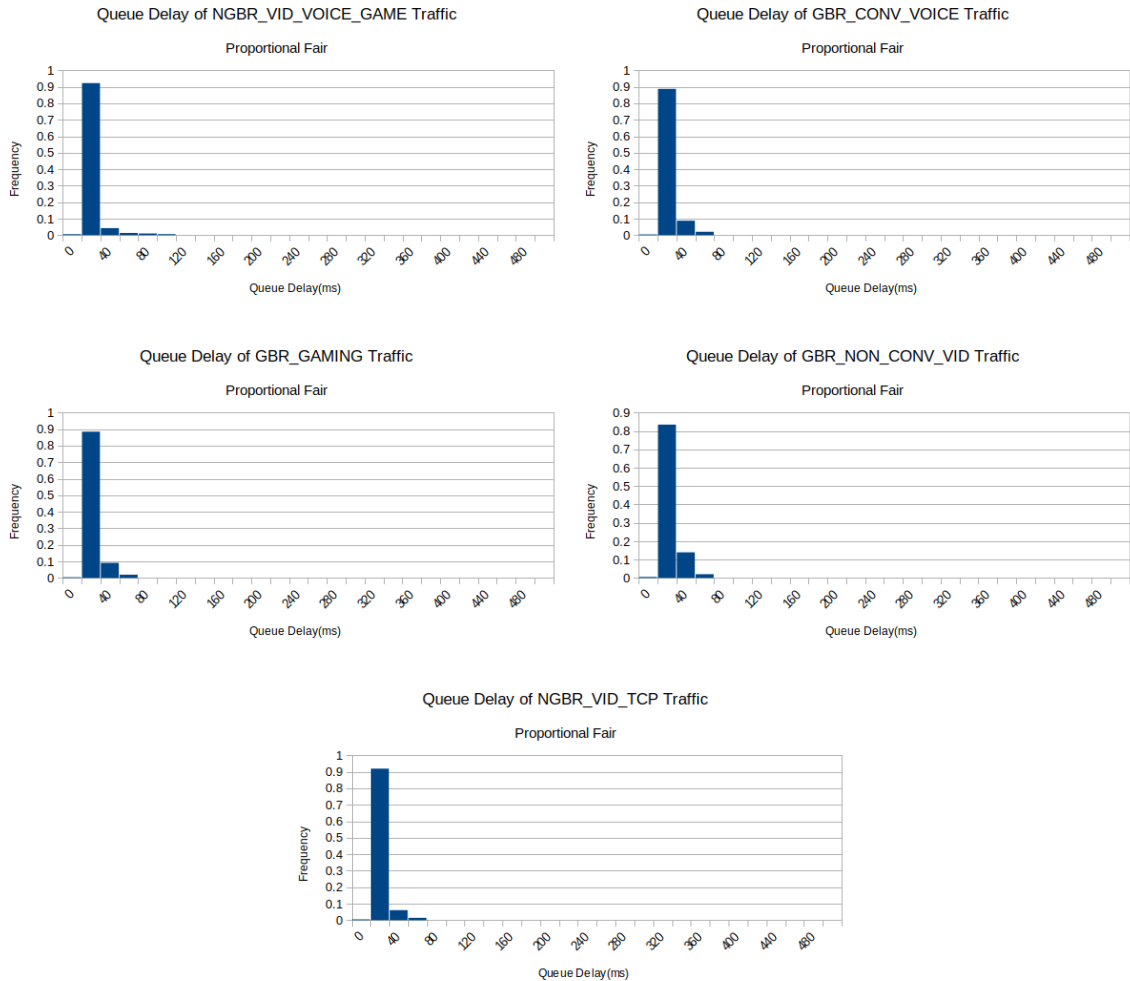 Queue Delay of NGBR_VID_VOICE_GAME Traffic
Proportional Fair
1
0.9
0.8
0.7
0.6
0.5
0.4
0.3
0.2
0.1
0
Frequency
0 40 80 120 160 200 240 280 320 360 400 440 480
Queue Delay(ms)
Queue Delay of GBR_CONV_VOICE Traffic
Proportional Fair
1
0.9
0.8
0.7
0.6
0.5
0.4
0.3
0.2
0.1
0
Frequency
0 40 80 120 160 200 240 280 320 360 400 440 480
Queue Delay(ms)
Queue Delay of GBR_GAMING Traffic
Proportional Fair
1
0.9
0.8
0.7
0.6
0.5
0.4
0.3
0.2
0.1
0
Frequency
0 40 80 120 160 200 240 280 320 360 400 440 480
Queue Delay(ms)
Queue Delay of GBR_NON_CONV_VID Traffic
Proportional Fair
0.9
0.8
0.7
0.6
0.5
0.4
0.3
0.2
0.1
0
Frequency
0 40 80 120 160 200 240 280 320 360 400 440 480
Queue Delay(ms)
Queue Delay of NGBR_VID_TCP Traffic
Proportional Fair
1
0.9
0.8
0.7
0.6
0.5
0.4
0.3
0.2
0.1
0
Frequency
0 40 80 120 160 200 240 280 320 360 400 440 480
Queue Delay(ms)